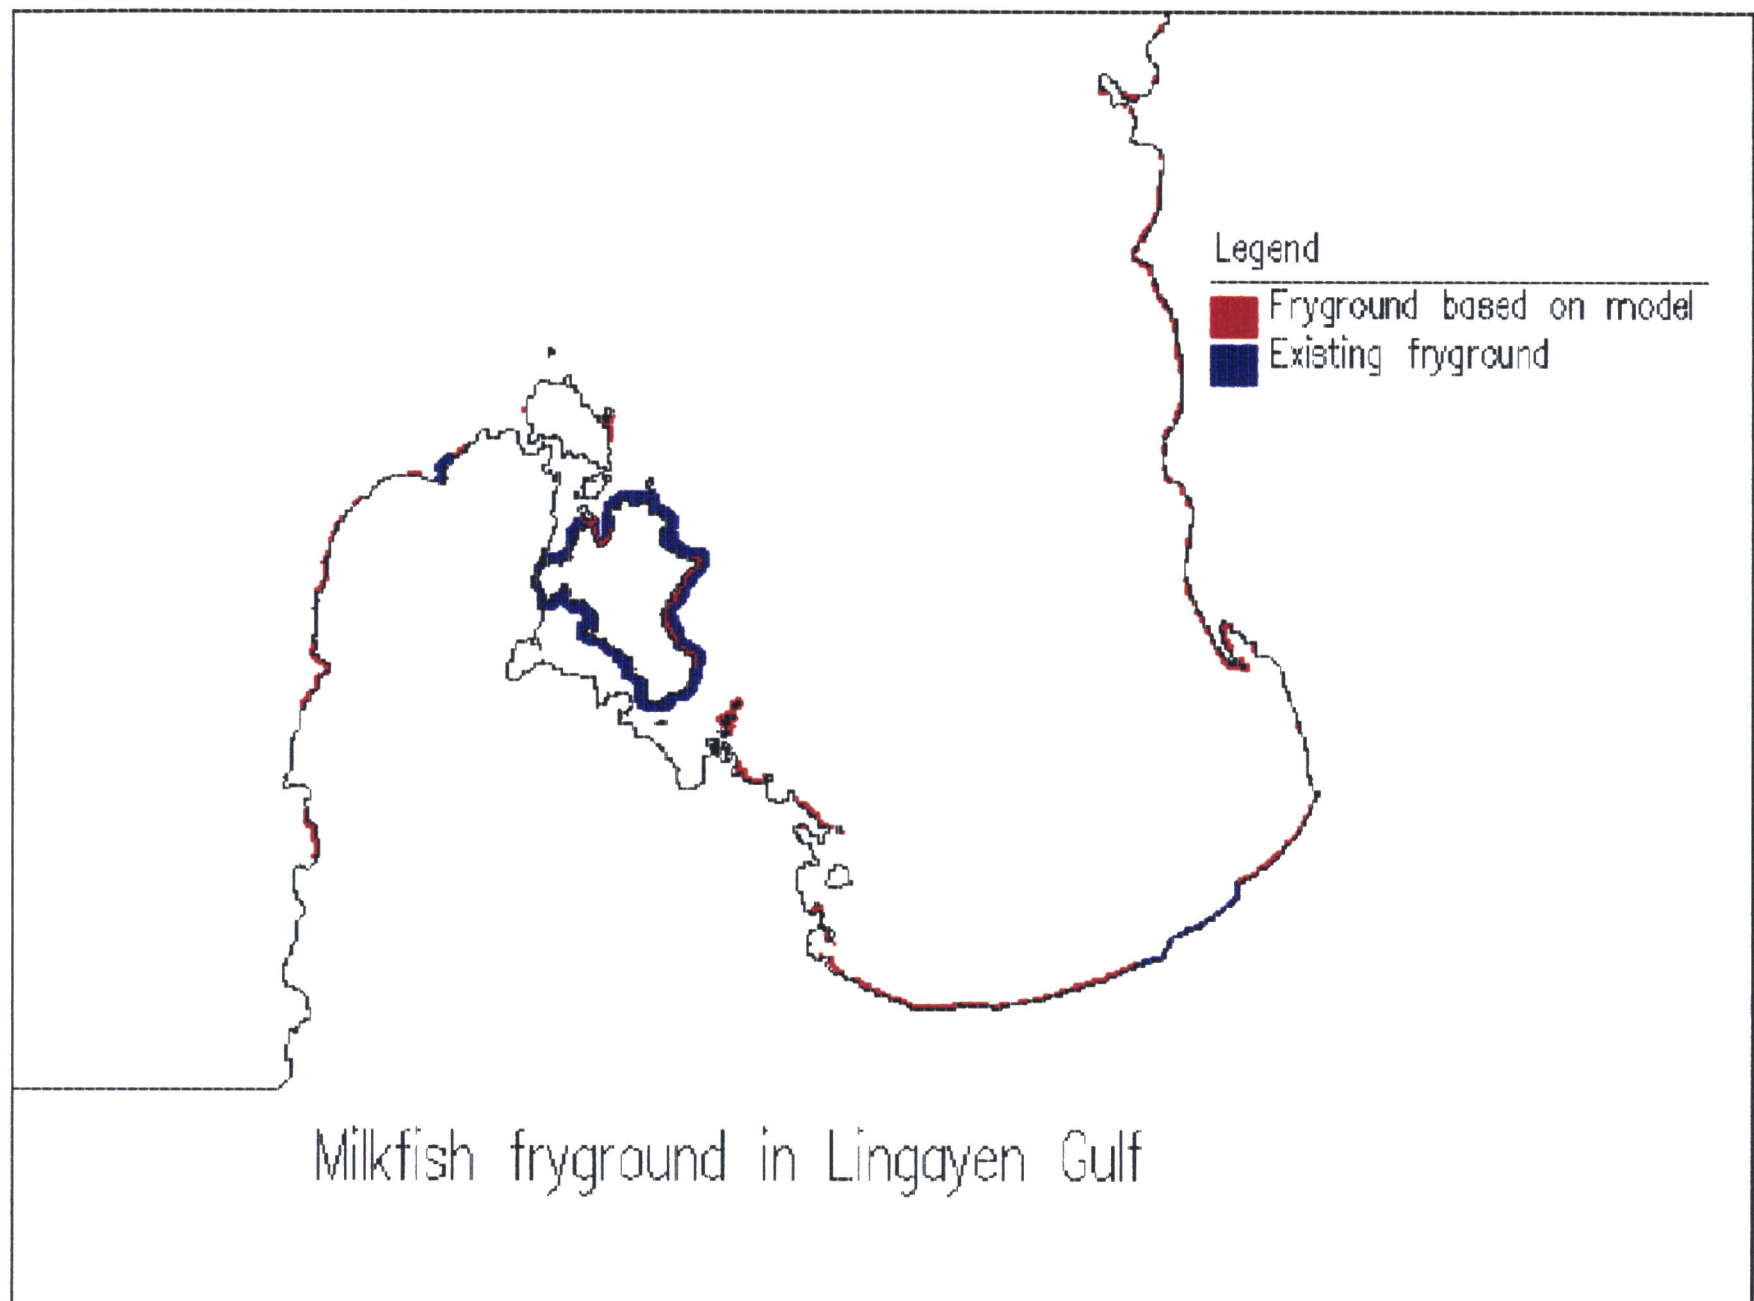 Legend
Fryground based on model
Existing fryground
Milkfish fryground in Lingayen Gulf